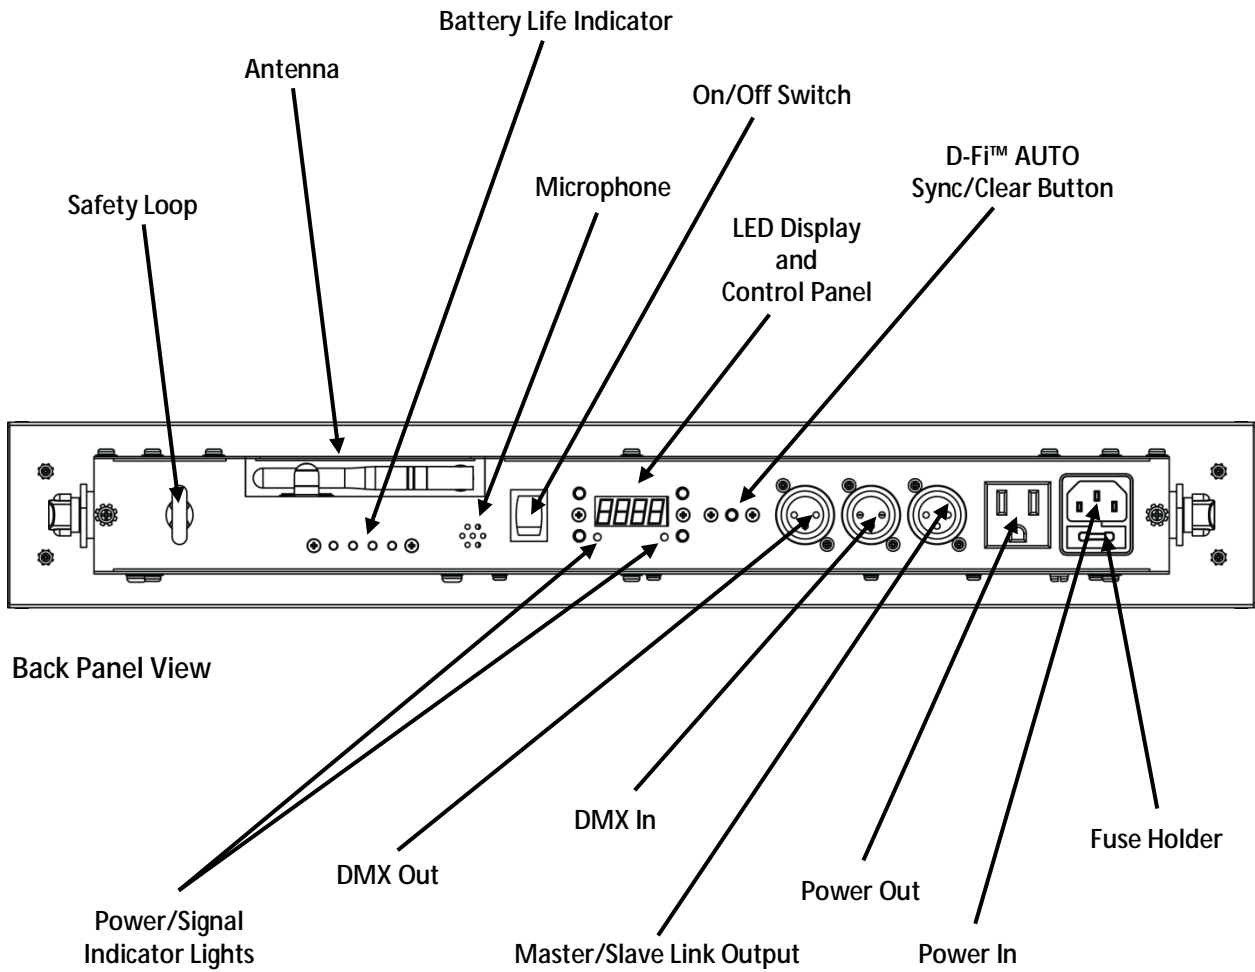 Battery Life Indicator
Antenna
On/Off Switch
D-Fi™ AUTO
Sync/Clear Button
Microphone
Safety Loop
LED Display
and
Control Panel
8888
Back Panel View
DMX In
Fuse Holder
DMX Out
Power Out
Power/Signal
Indicator Lights
Master/Slave Link Output
Power In